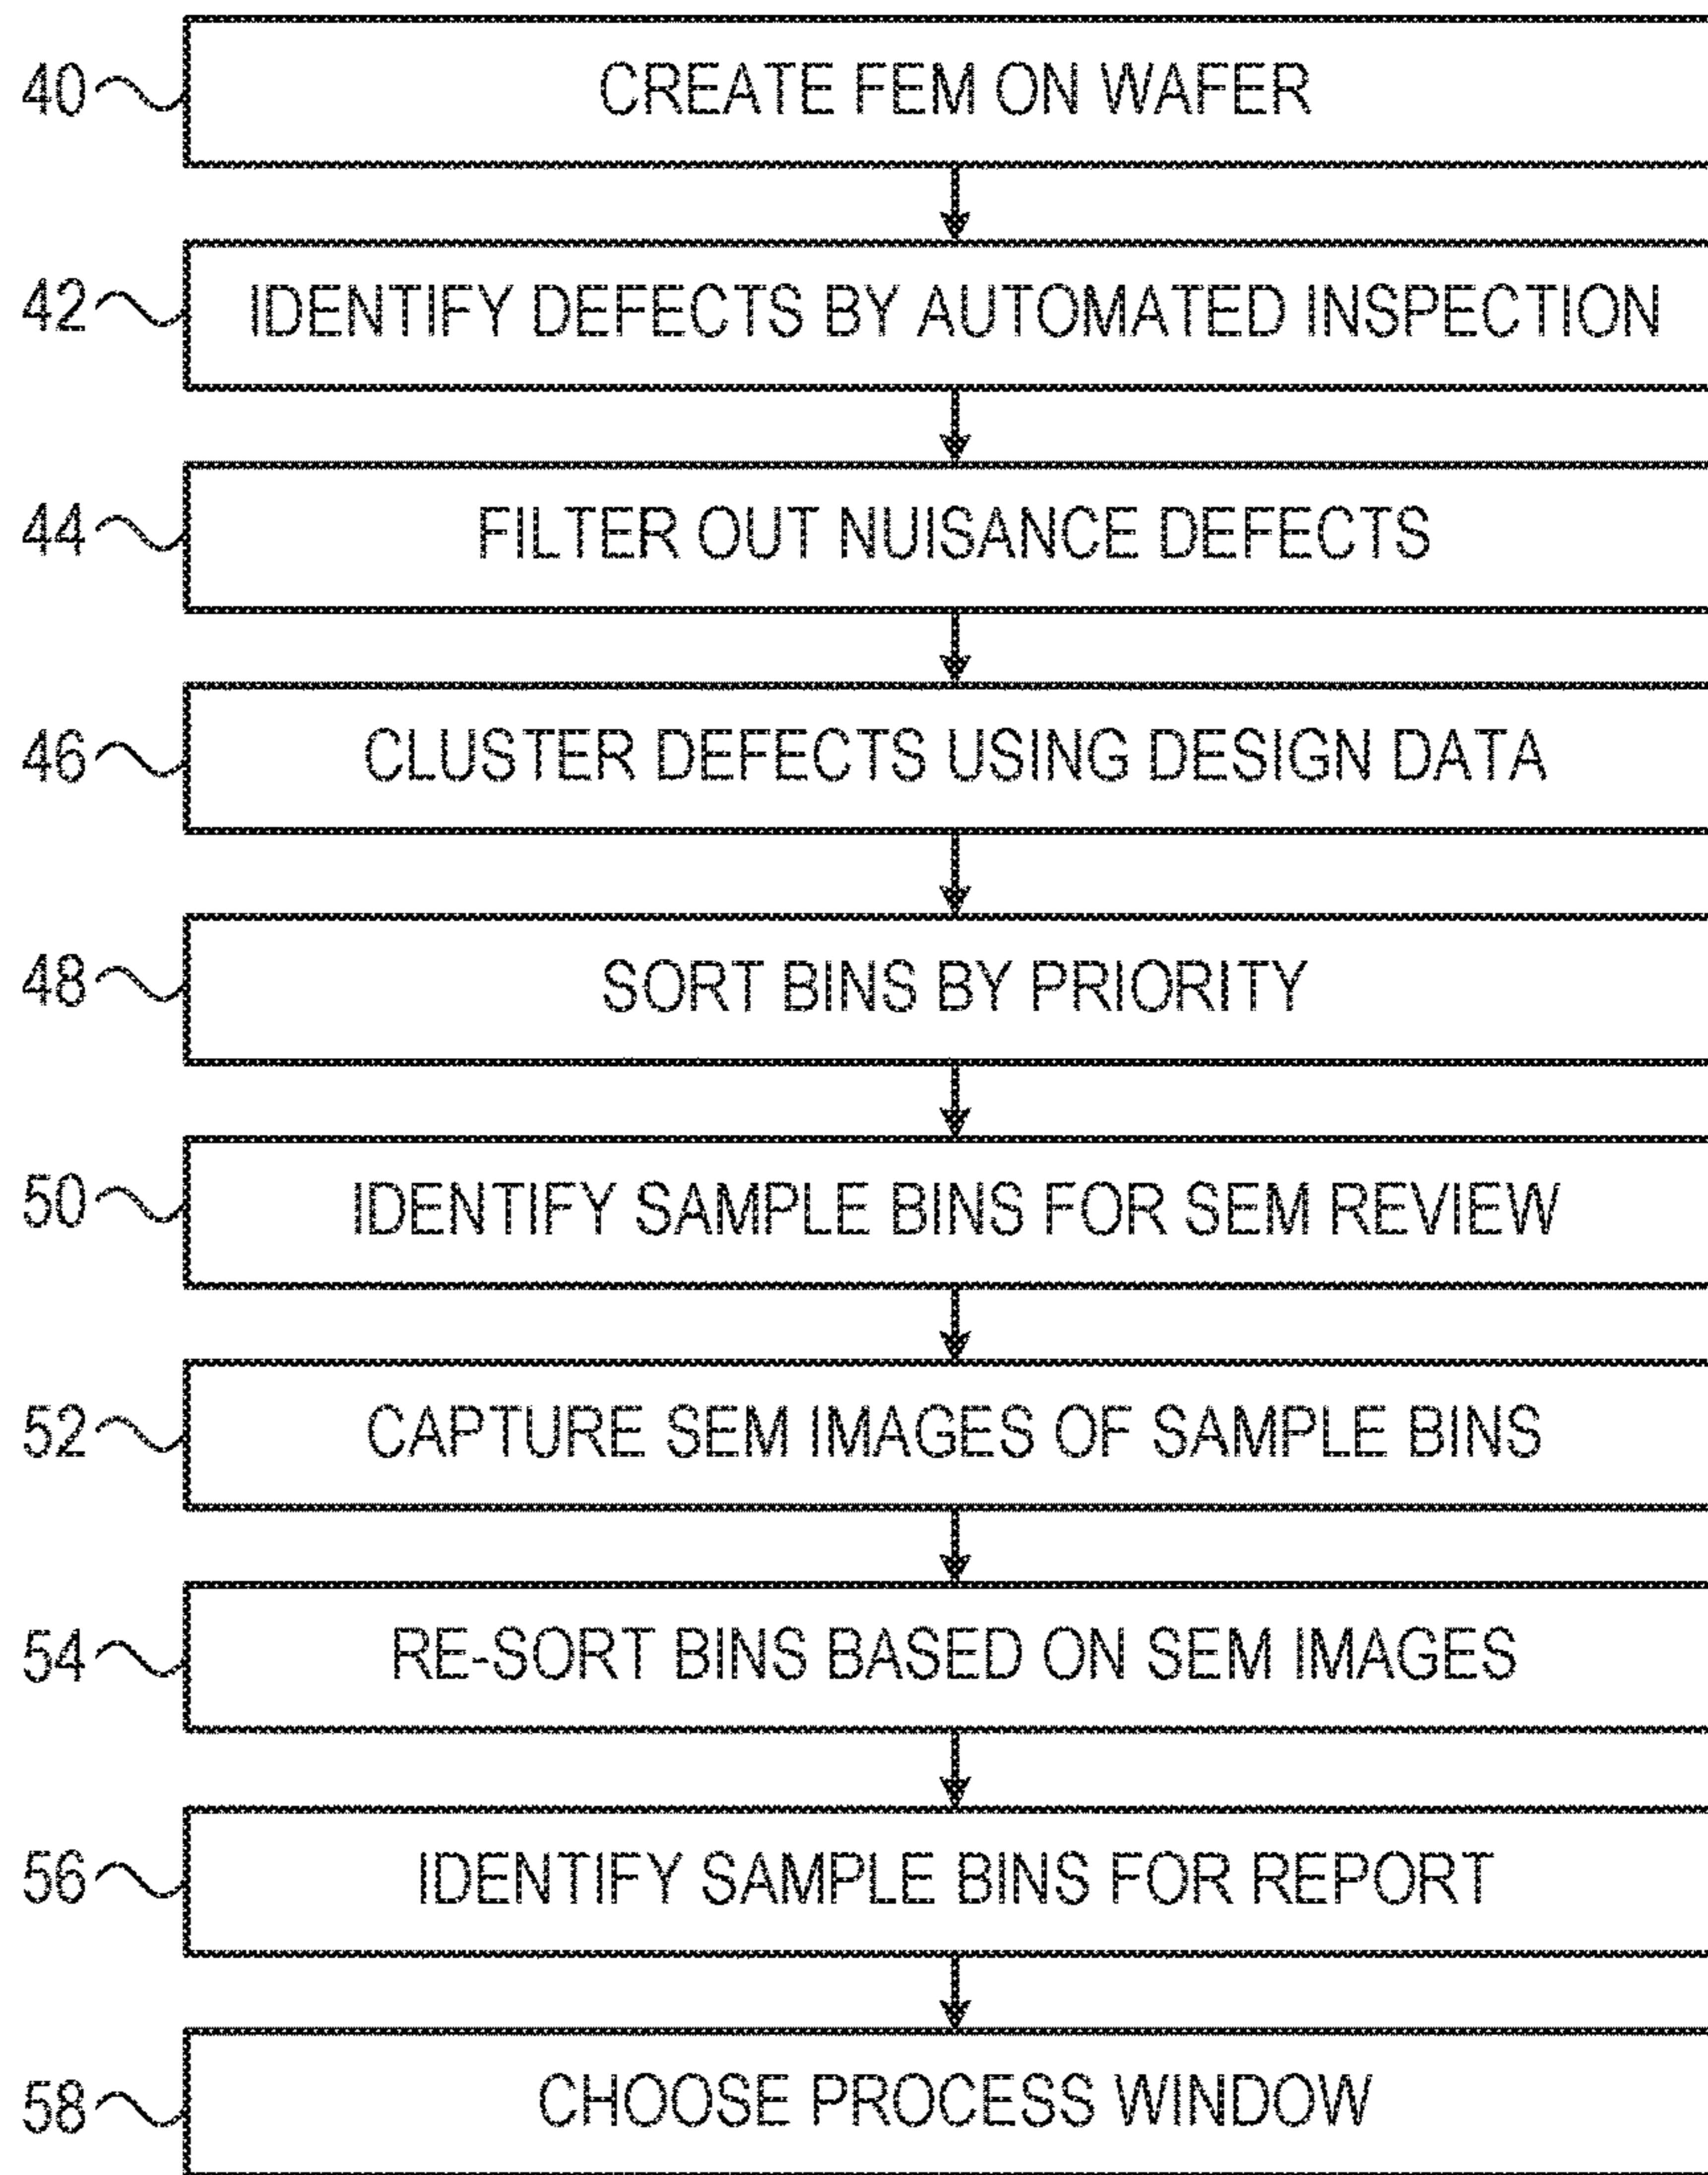 40 CREATE FEM ON WAFER
42 IDENTIFY DEFECTS BY AUTOMATED INSPECTION
44 FILTER OUT NUISANCE DEFECTS
46 CLUSTER DEFECTS USING DESIGN DATA
48 SORT BINS BY PRIORITY
50 IDENTIFY SAMPLE BINS FOR SEM REVIEW
52 CAPTURE SEM IMAGES OF SAMPLE BINS
54 RE-SORT BINS BASED ON SEM IMAGES
56 IDENTIFY SAMPLE BINS FOR REPORT
58 CHOOSE PROCESS WINDOW